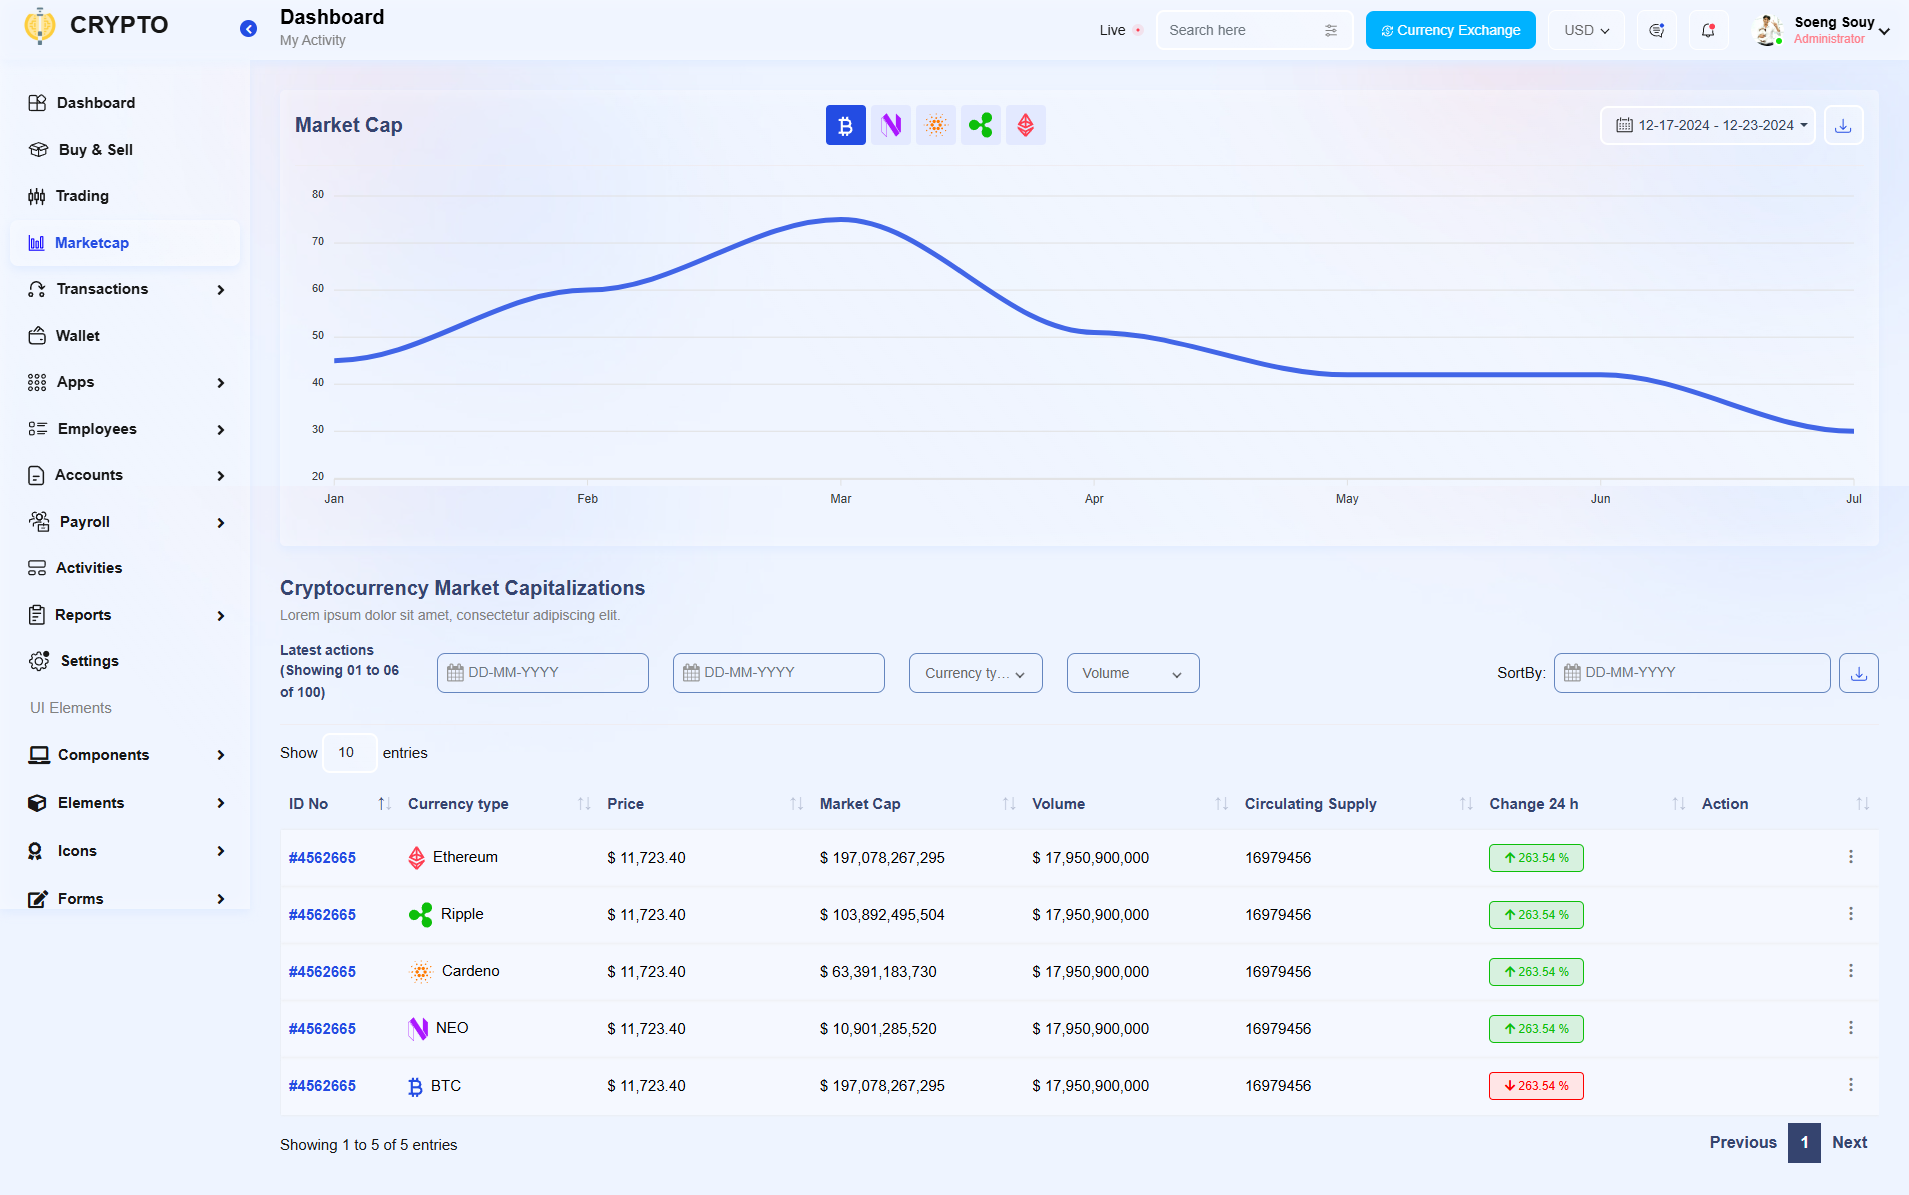 CRYPTO
Dashboard
My Activity
Live
Search here
Currency Exchange
USD
Soeng Souy
Administrator
Dashboard
Buy & Sell
Trading
Marketcap
Transactions
Wallet
Apps
Employees
Accounts
Payroll
Activities
Reports
Settings
UI Elements
Components
Elements
Icons
Forms
Market Cap
12-17-2024 - 12-23-2024
80
70
60
50
40
30
20
Jan Feb Mar Apr May Jun Jul
Cryptocurrency Market Capitalizations
Lorem ipsum dolor sit amet, consectetur adipiscing elit.
Latest actions
(Showing 01 to 06
of 100)
DD-MM-YYYY
DD-MM-YYYY
Currency ty...
Volume
SortBy:
DD-MM-YYYY
Show 10 entries
ID No Currency type Price Market Cap Volume Circulating Supply Change 24 h Action
#4562665 Ethereum $ 11,723.40 $ 197,078,267,295 $ 17,950,900,000 16979456 263.54 %
#4562665 Ripple $ 11,723.40 $ 103,892,495,504 $ 17,950,900,000 16979456 263.54 %
#4562665 Cardeno $ 11,723.40 $ 63,391,183,730 $ 17,950,900,000 16979456 263.54 %
#4562665 NEO $ 11,723.40 $ 10,901,285,520 $ 17,950,900,000 16979456 263.54 %
#4562665 BTC $ 11,723.40 $ 197,078,267,295 $ 17,950,900,000 16979456 263.54 %
Showing 1 to 5 of 5 entries
Previous 1 Next